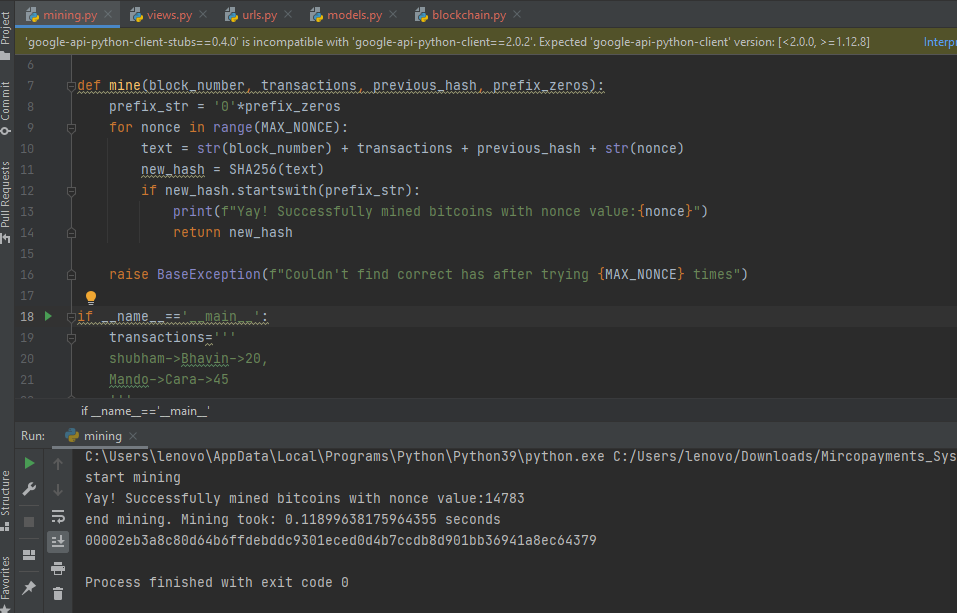 mining.py views.py urls.py models.py blockchain.py
'google-api-python-client-stubs==0.4.0' is incompatible with 'google-api-python-client==2.0.2'. Expected 'google-api-python-client' version: [<2.0.0, >=1.12.8] Interp
Project
Commit
Pull Requests
Structure
Favorites
6
7 def mine(block_number, transactions, previous_hash, prefix_zeros):
8 prefix_str = '0'*prefix_zeros
9 for nonce in range(MAX_NONCE):
10 text = str(block_number) + transactions + previous_hash + str(nonce)
11 new_hash = SHA256(text)
12 if new_hash.startswith(prefix_str):
13 print(f"Yay! Successfully mined bitcoins with nonce value:{nonce}")
14 return new_hash
15
16 raise BaseException(f"Couldn't find correct has after trying {MAX_NONCE} times")
17
18 if __name__=='__main__':
19 transactions='''
20 shubham->Bhavin->20,
21 Mando->Cara->45
'''
if __name__=='__main__'
Run: mining
C:\Users\lenovo\AppData\Local\Programs\Python\Python39\python.exe C:/Users/lenovo/Downloads/Mircopayments_Sys
start mining
Yay! Successfully mined bitcoins with nonce value:14783
end mining. Mining took: 0.11899638175964355 seconds
00002eb3a8c80d64b6ffdebddc9301eced0d4b7ccdb8d901bb36941a8ec64379
Process finished with exit code 0